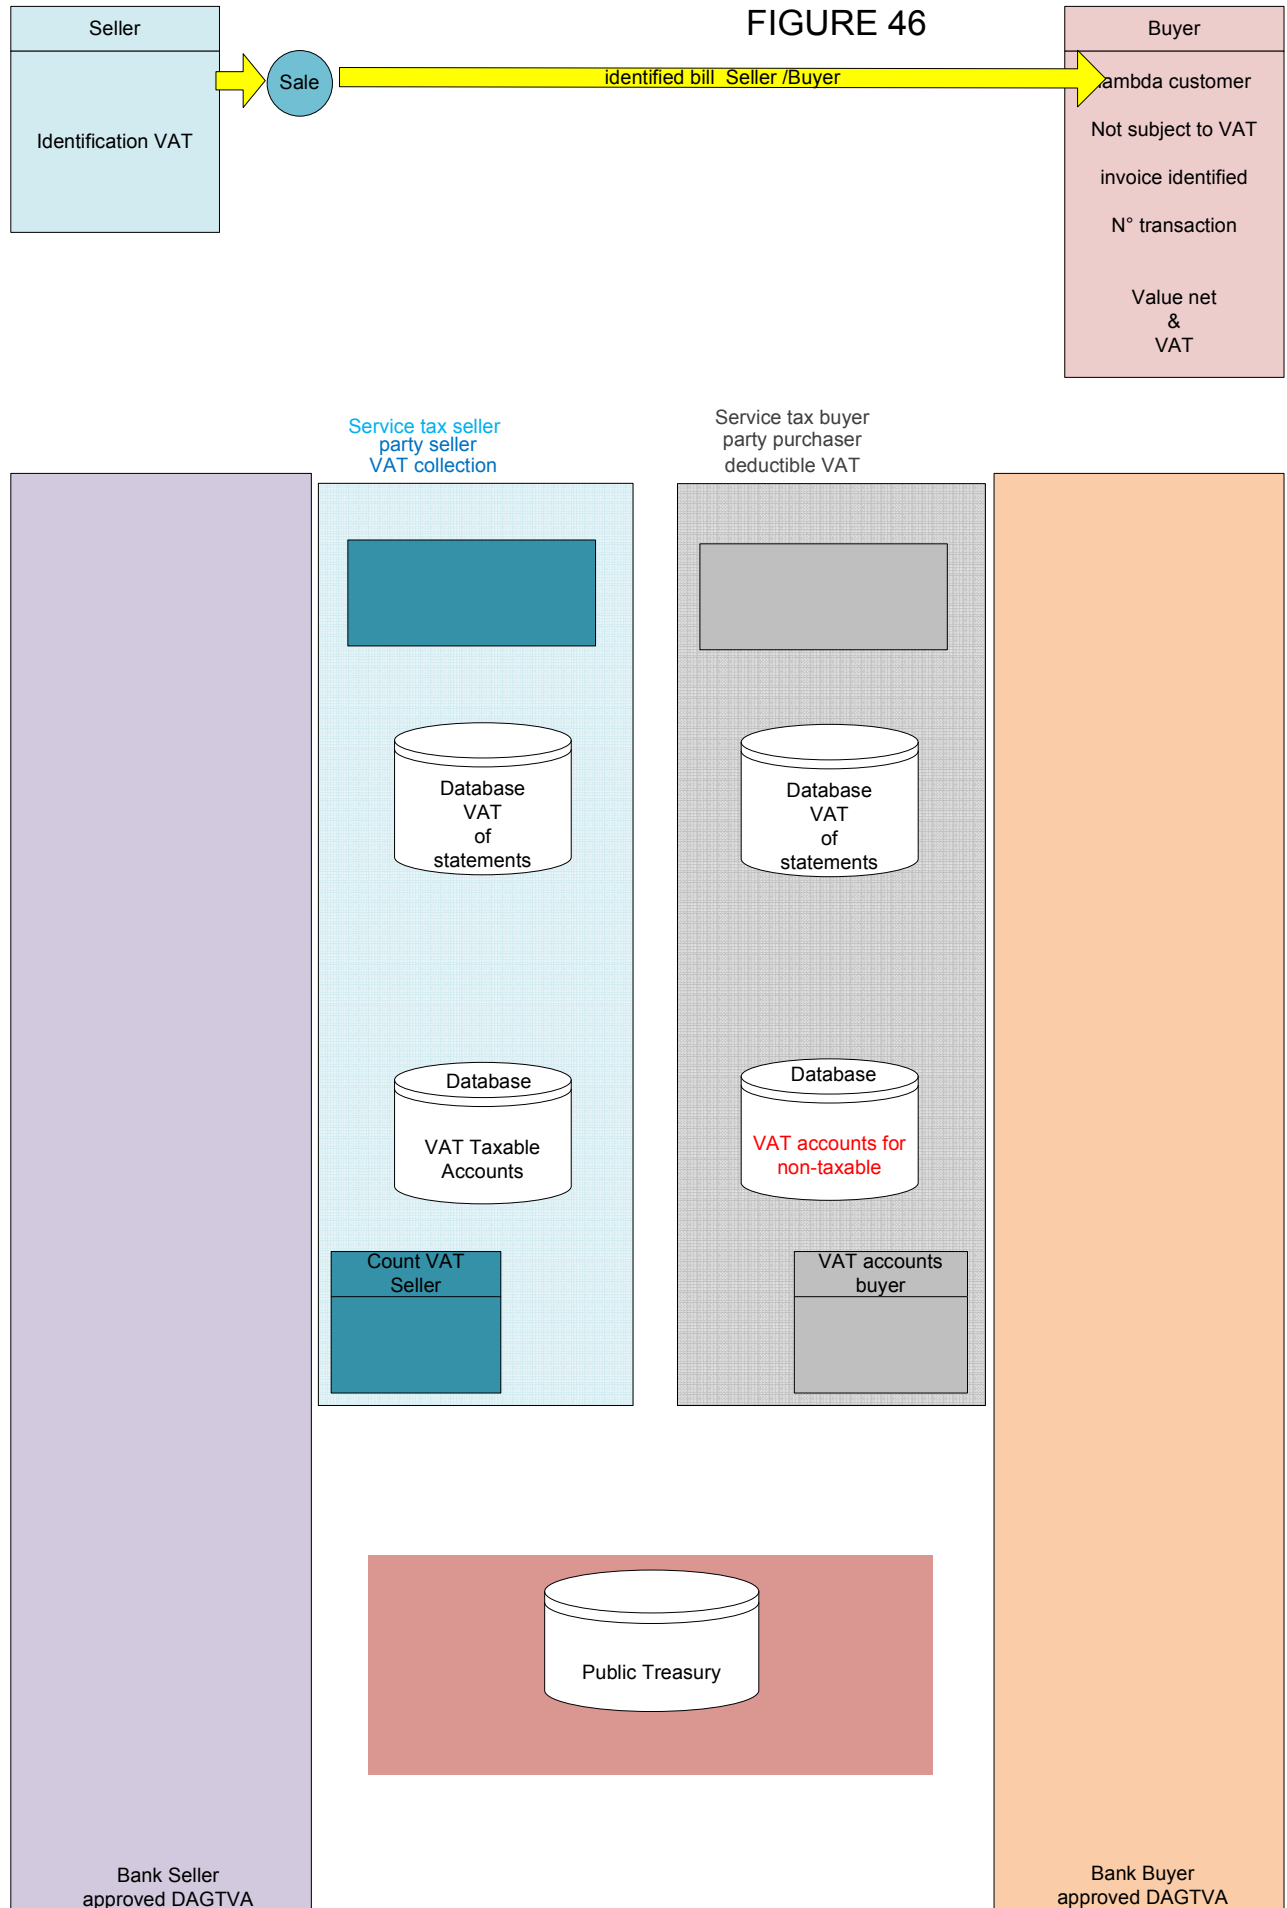 FIGURE 46
Seller
Identification VAT
Sale
identified bill  Seller /Buyer
Buyer
lambda customer
Not subject to VAT
invoice identified
N° transaction
Value net
&
VAT
Service tax seller
party seller
VAT collection
Service tax buyer
party purchaser
deductible VAT
Database
VAT
of
statements
Database
VAT
of
statements
Database
VAT Taxable
Accounts
Database
VAT accounts for
non-taxable
Count VAT
Seller
VAT accounts
buyer
Public Treasury
Bank Seller
approved DAGTVA
Bank Buyer
approved DAGTVA